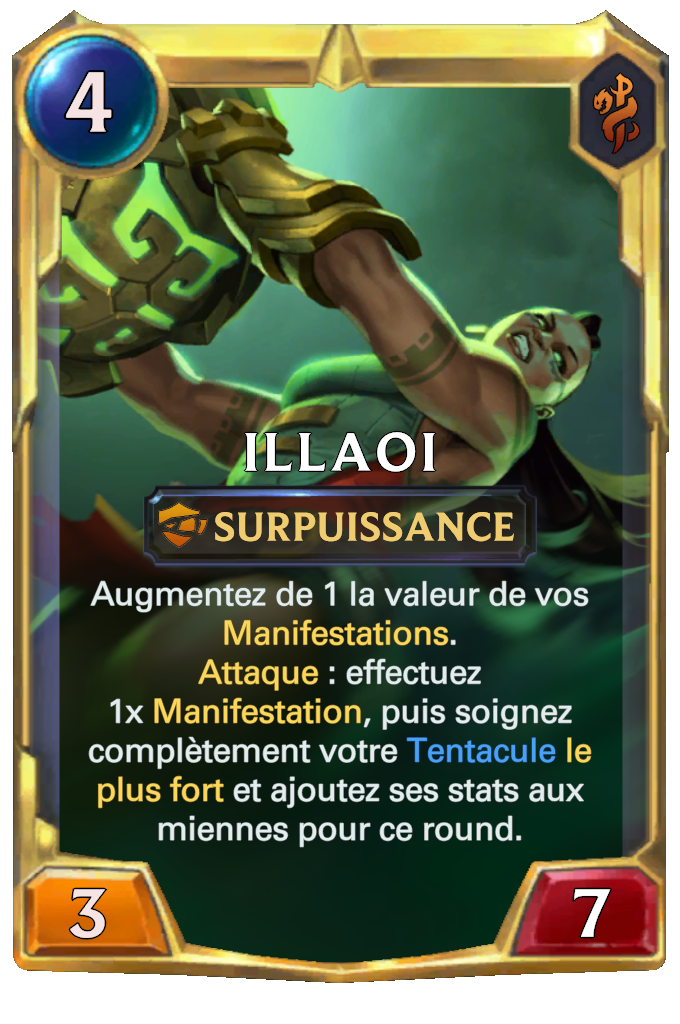 4
ILLAOI
SURPUISSANCE
Augmentez de 1 la valeur de vos
Manifestations.
Attaque : effectuez
1x Manifestation, puis soignez
complètement votre Tentacule le
plus fort et ajoutez ses stats aux
miennes pour ce round.
3
7